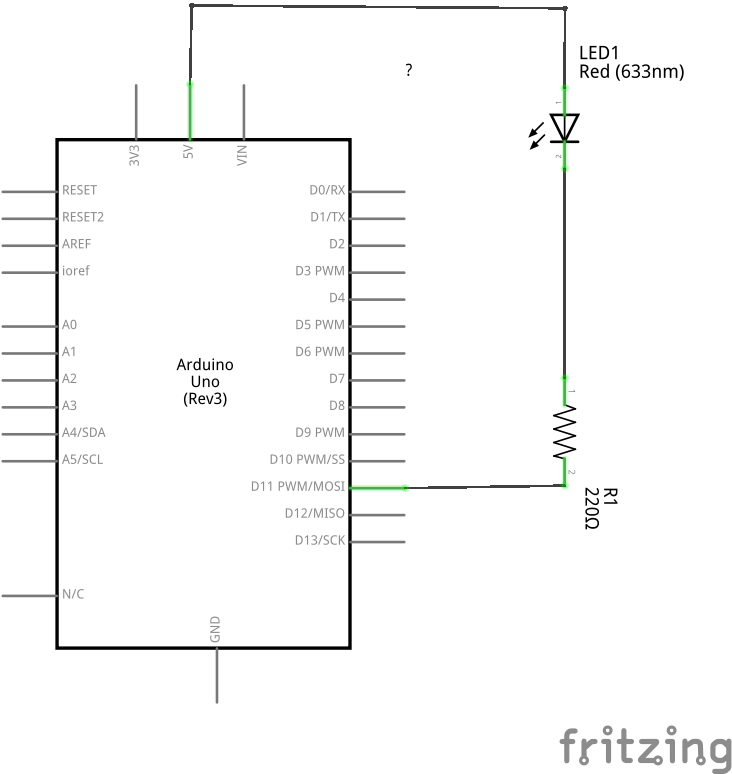 LED1
Red (633nm)
?
1
2
3V3
5V
VIN
RESET
RESET2
AREF
ioref
A0
A1
A2
A3
A4/SDA
A5/SCL
N/C
Arduino
Uno
(Rev3)
D0/RX
D1/TX
D2
D3 PWM
D4
D5 PWM
D6 PWM
D7
D8
D9 PWM
D10 PWM/SS
D11 PWM/MOSI
D12/MISO
D13/SCK
GND
1
2
R1
220Ω
fritzing